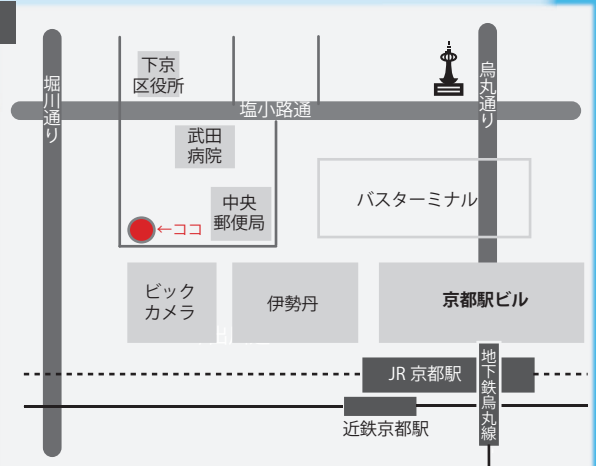 下京
区役所
堀川通り
烏丸通り
塩小路通
武田
病院
バスターミナル
中央
郵便局
←ココ
ビック
カメラ
伊勢丹
京都駅ビル
JR 京都駅
地下鉄烏丸線
近鉄京都駅